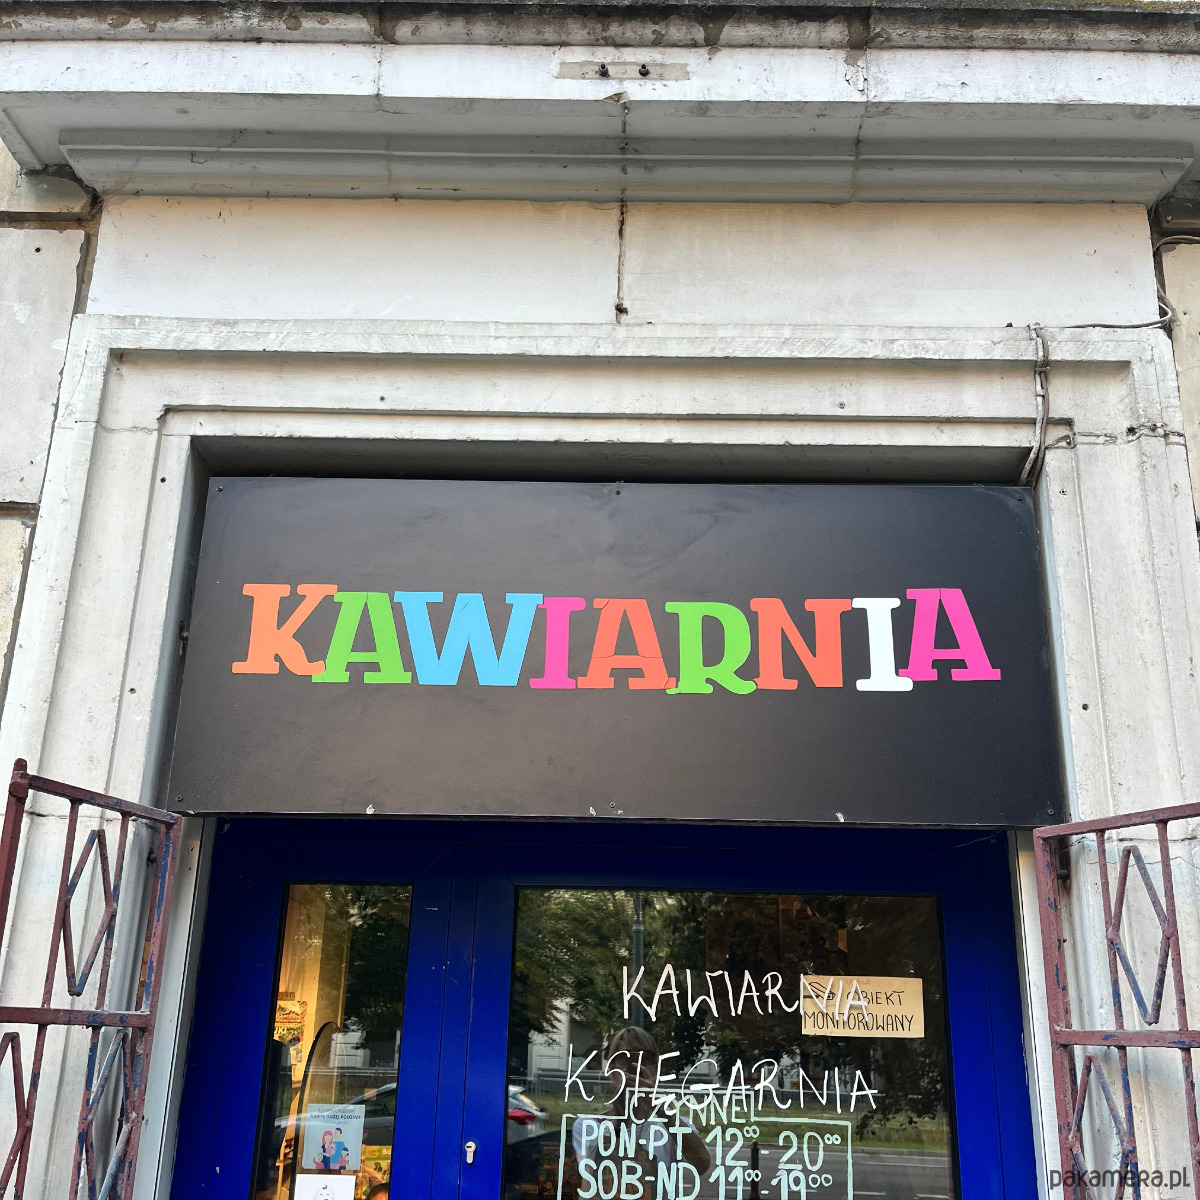 KAWIARNIA
KAWIARNIA
OBIEKT
MONITOROWANY
KSIĘGARNIA
CZYNNE
PON-PT 12⁰⁰-20⁰⁰
SOB-ND 11⁰⁰-19⁰⁰
pakamera.pl